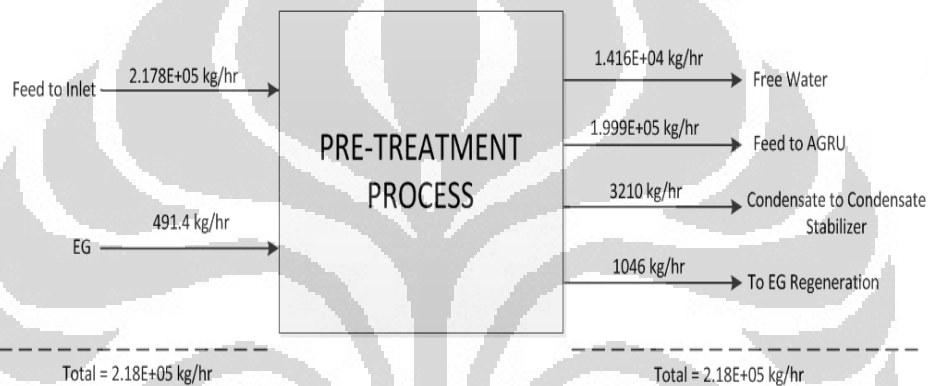 2.178E+05 kg/hr
Feed to Inlet
491.4 kg/hr
EG
PRE-TREATMENT
PROCESS
1.416E+04 kg/hr
Free Water
1.999E+05 kg/hr
Feed to AGRU
3210 kg/hr
Condensate to Condensate
Stabilizer
1046 kg/hr
To EG Regeneration
Total = 2.18E+05 kg/hr
Total = 2.18E+05 kg/hr